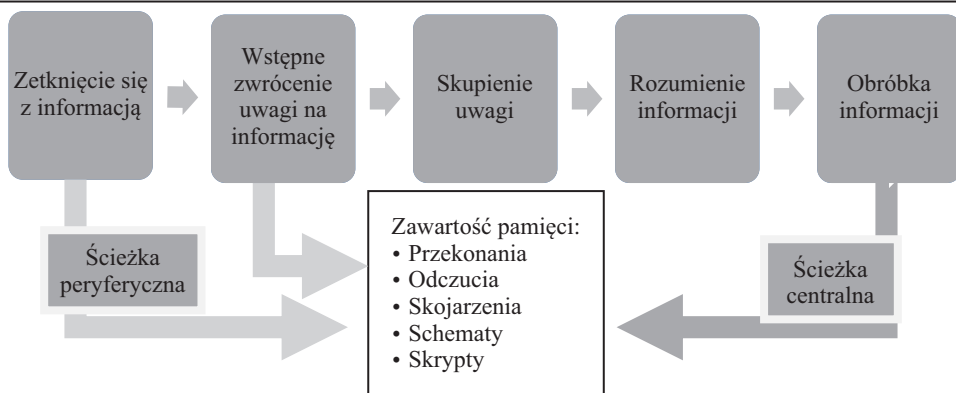 Zetknięcie się
z informacją
Wstępne
zwrócenie
uwagi na
informację
Skupienie
uwagi
Rozumienie
informacji
Obróbka
informacji
Ścieżka
peryferyczna
Zawartość pamięci:
• Przekonania
• Odczucia
• Skojarzenia
• Schematy
• Skrypty
Ścieżka
centralna